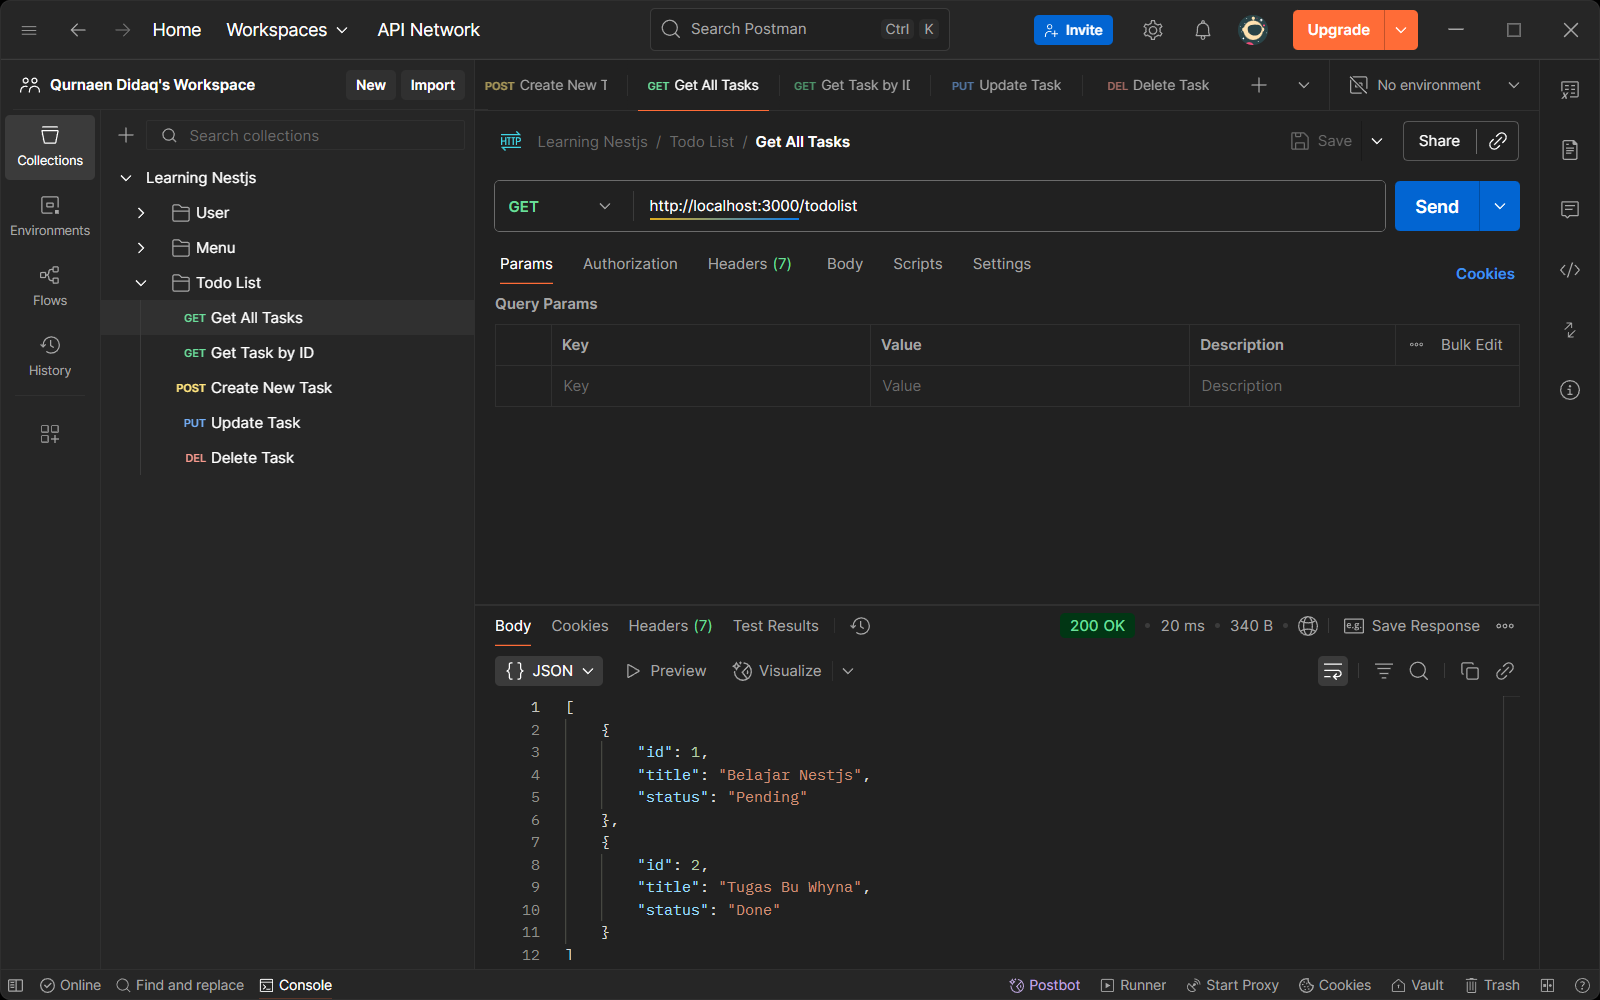 Home
Workspaces
API Network
Search Postman
Ctrl K
Invite
Upgrade
Qurnaen Didaq's Workspace
New
Import
POST Create New T
GET Get All Tasks
GET Get Task by ID
PUT Update Task
DEL Delete Task
No environment
Collections
Environments
Flows
History
Search collections
Learning Nestjs
User
Menu
Todo List
GET Get All Tasks
GET Get Task by ID
POST Create New Task
PUT Update Task
DEL Delete Task
HTTP Learning Nestjs / Todo List / Get All Tasks
Save
Share
GET
http://localhost:3000/todolist
Send
Params
Authorization
Headers (7)
Body
Scripts
Settings
Cookies
Query Params
Key
Value
Description
Bulk Edit
Key
Value
Description
Body
Cookies
Headers (7)
Test Results
200 OK
20 ms
340 B
e.g. Save Response
{} JSON
Preview
Visualize
1 [
2 {
3 "id": 1,
4 "title": "Belajar Nestjs",
5 "status": "Pending"
6 },
7 {
8 "id": 2,
9 "title": "Tugas Bu Whyna",
10 "status": "Done"
11 }
12 ]
Online
Find and replace
Console
Postbot
Runner
Start Proxy
Cookies
Vault
Trash